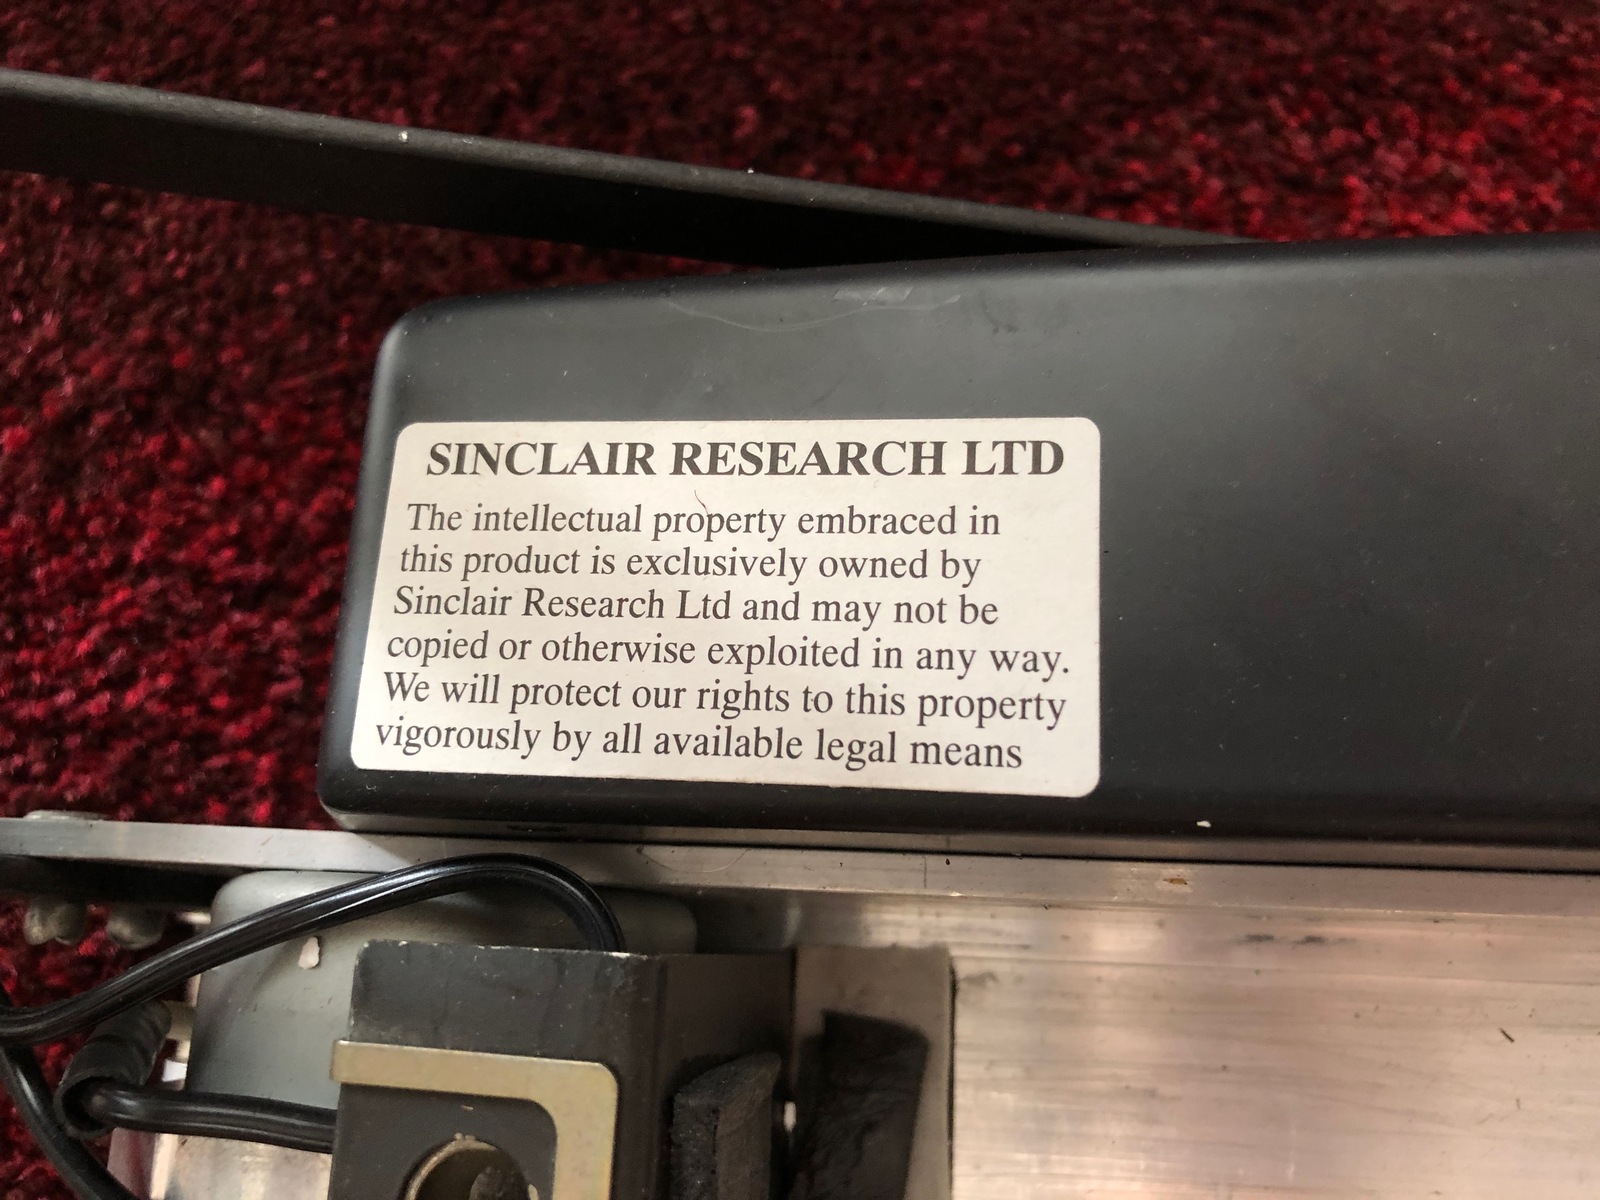 SINCLAIR RESEARCH LTD
The intellectual property embraced in
this product is exclusively owned by
Sinclair Research Ltd and may not be
copied or otherwise exploited in any way.
We will protect our rights to this property
vigorously by all available legal means